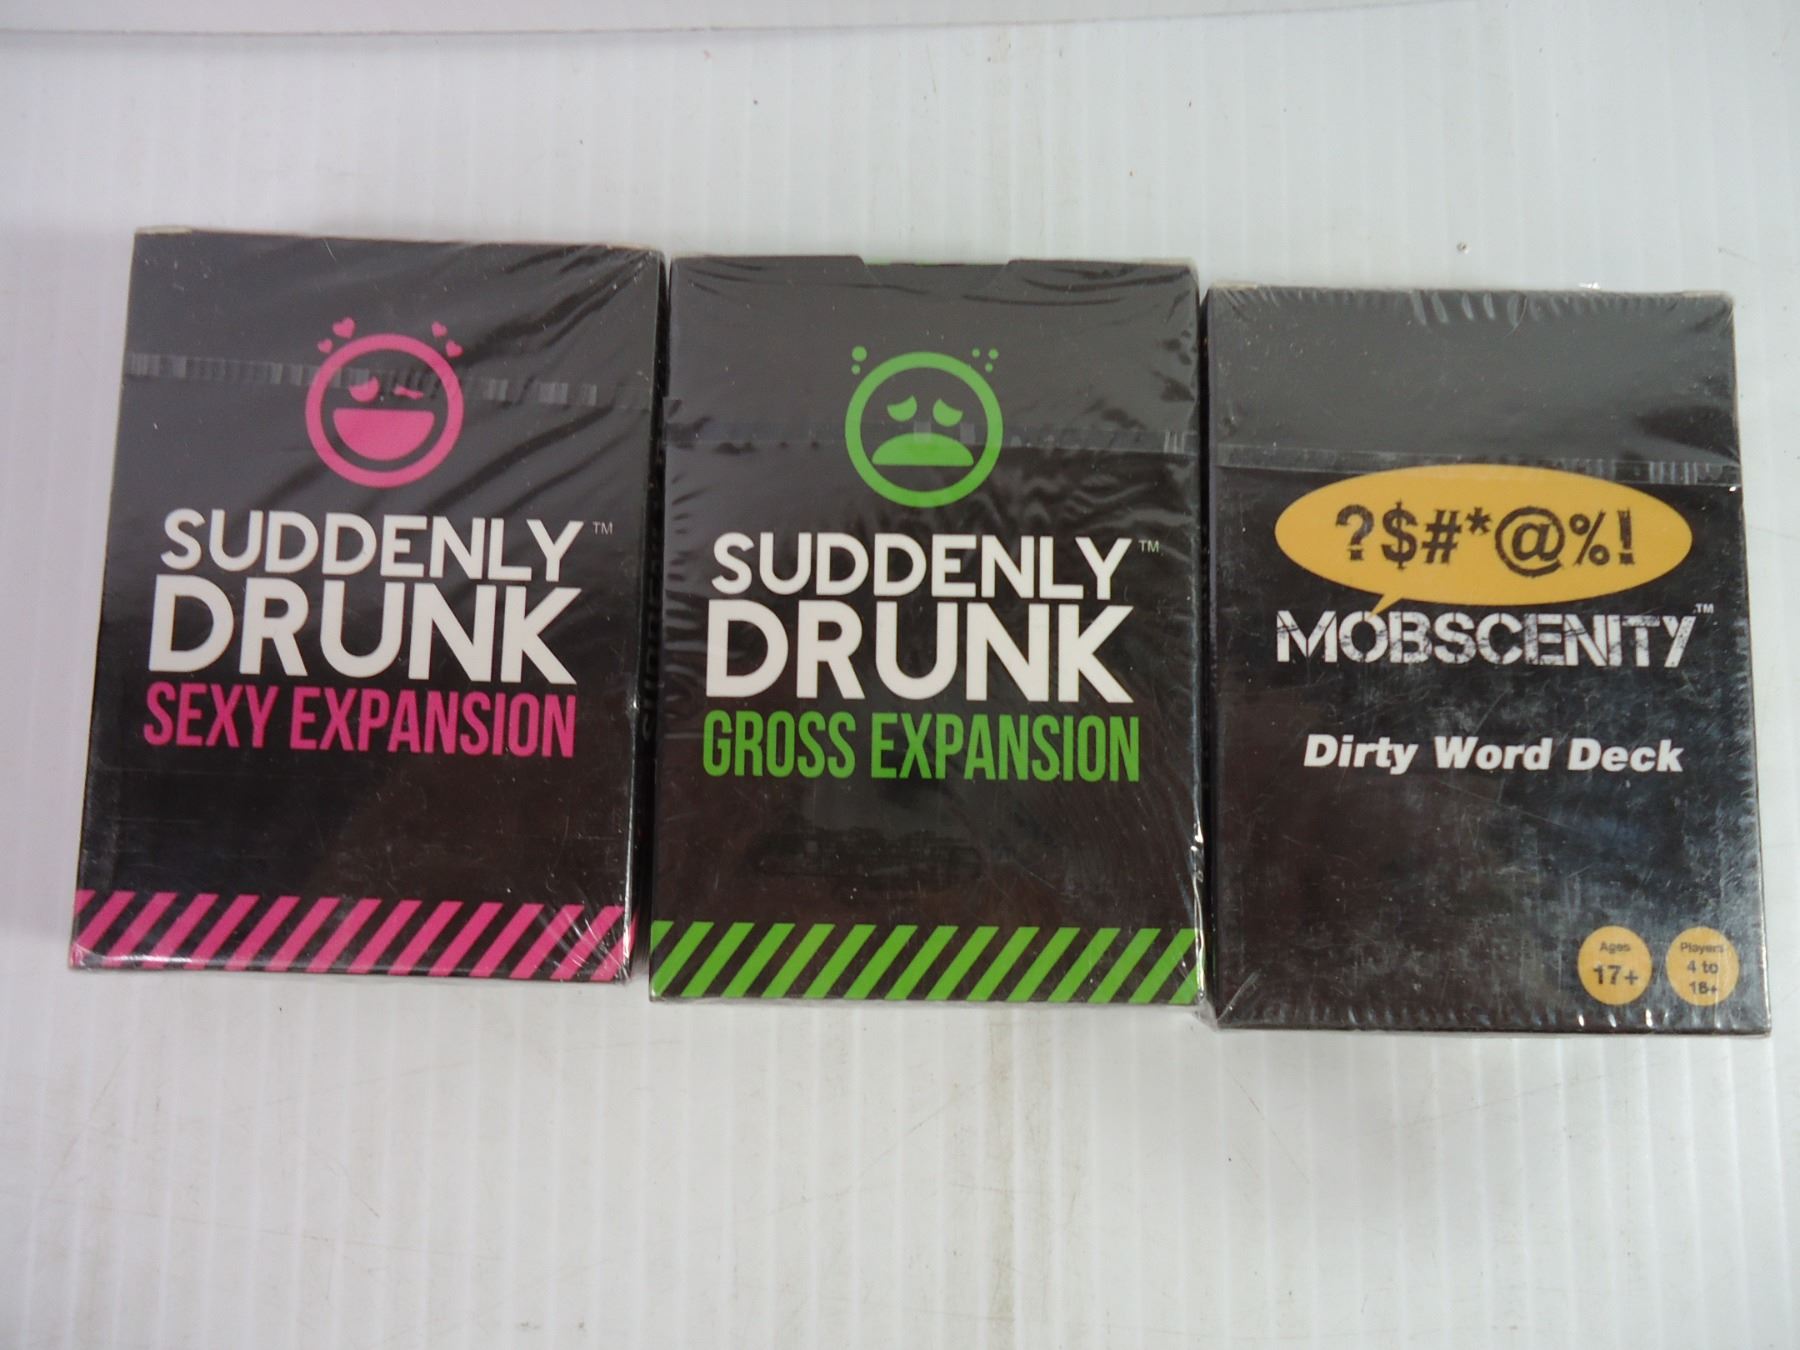 SUDDENLY™
DRUNK
SEXY EXPANSION
SUDDENLY™
DRUNK
GROSS EXPANSION
?$#*@%!
MOBSCENITY™
Dirty Word Deck
Ages
17+
Players
4 to
18+